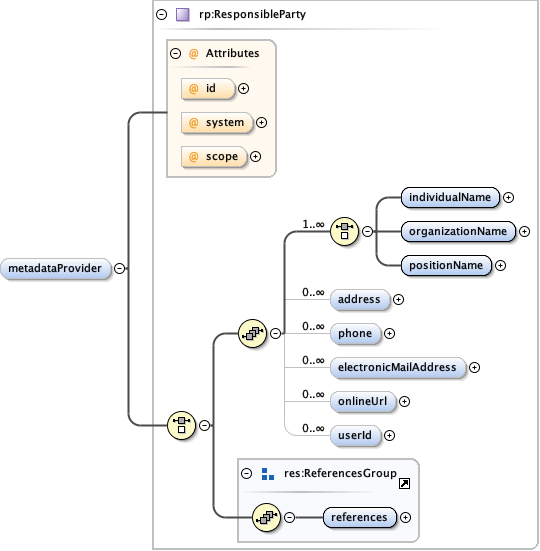 rp:ResponsibleParty
@ Attributes
@ id
@ system
@ scope
metadataProvider
1..∞
individualName
organizationName
positionName
0..∞
address
0..∞
phone
0..∞
electronicMailAddress
0..∞
onlineUrl
0..∞
userId
res:ReferencesGroup
references